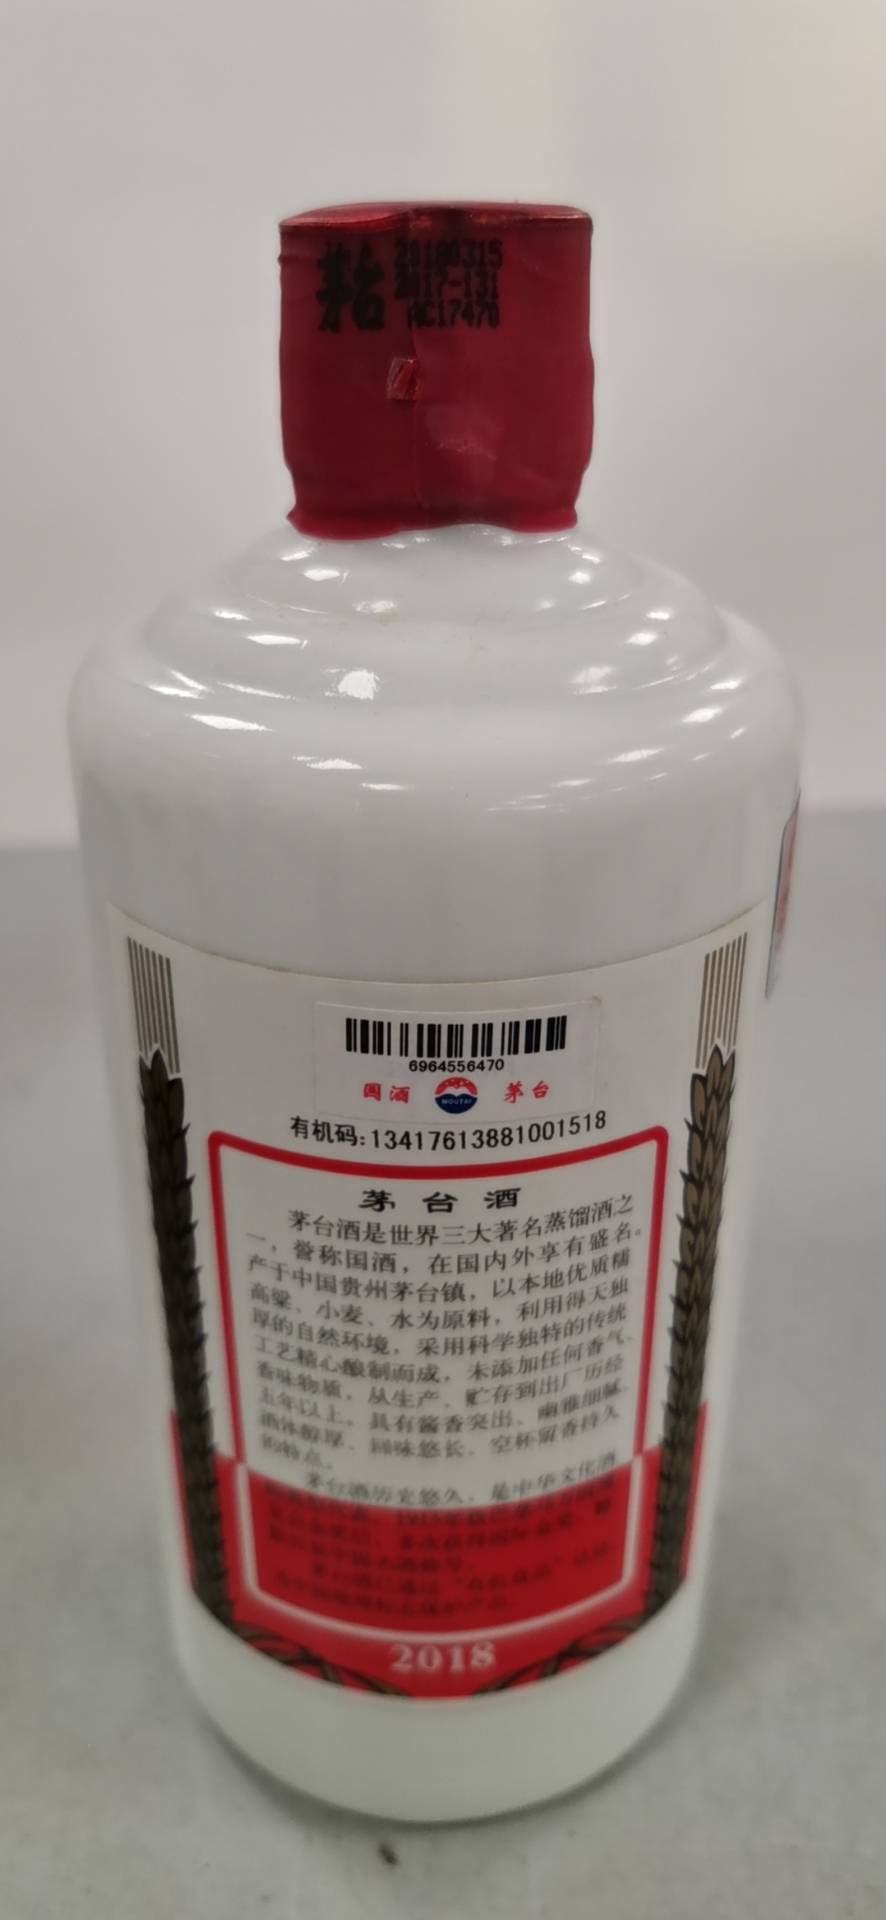 茅台
20180315
2017-131
AC17470
6964556470
国酒 MOUTAI 茅台
有机码:13417613881001518
茅台酒
茅台酒是世界三大著名蒸馏酒之
一，誉称国酒，在国内外享有盛名。
产于中国贵州茅台镇，以本地优质糯
高粱、小麦、水为原料，利用得天独
厚的自然环境，采用科学独特的传统
工艺精心酿制而成，未添加任何香气、
香味物质，从生产、贮存到出厂历经
五年以上。具有酱香突出、幽雅细腻、
酒体醇厚、回味悠长、空杯留香持久
的特点。
茅台酒历史悠久，是中华文化酒
2018